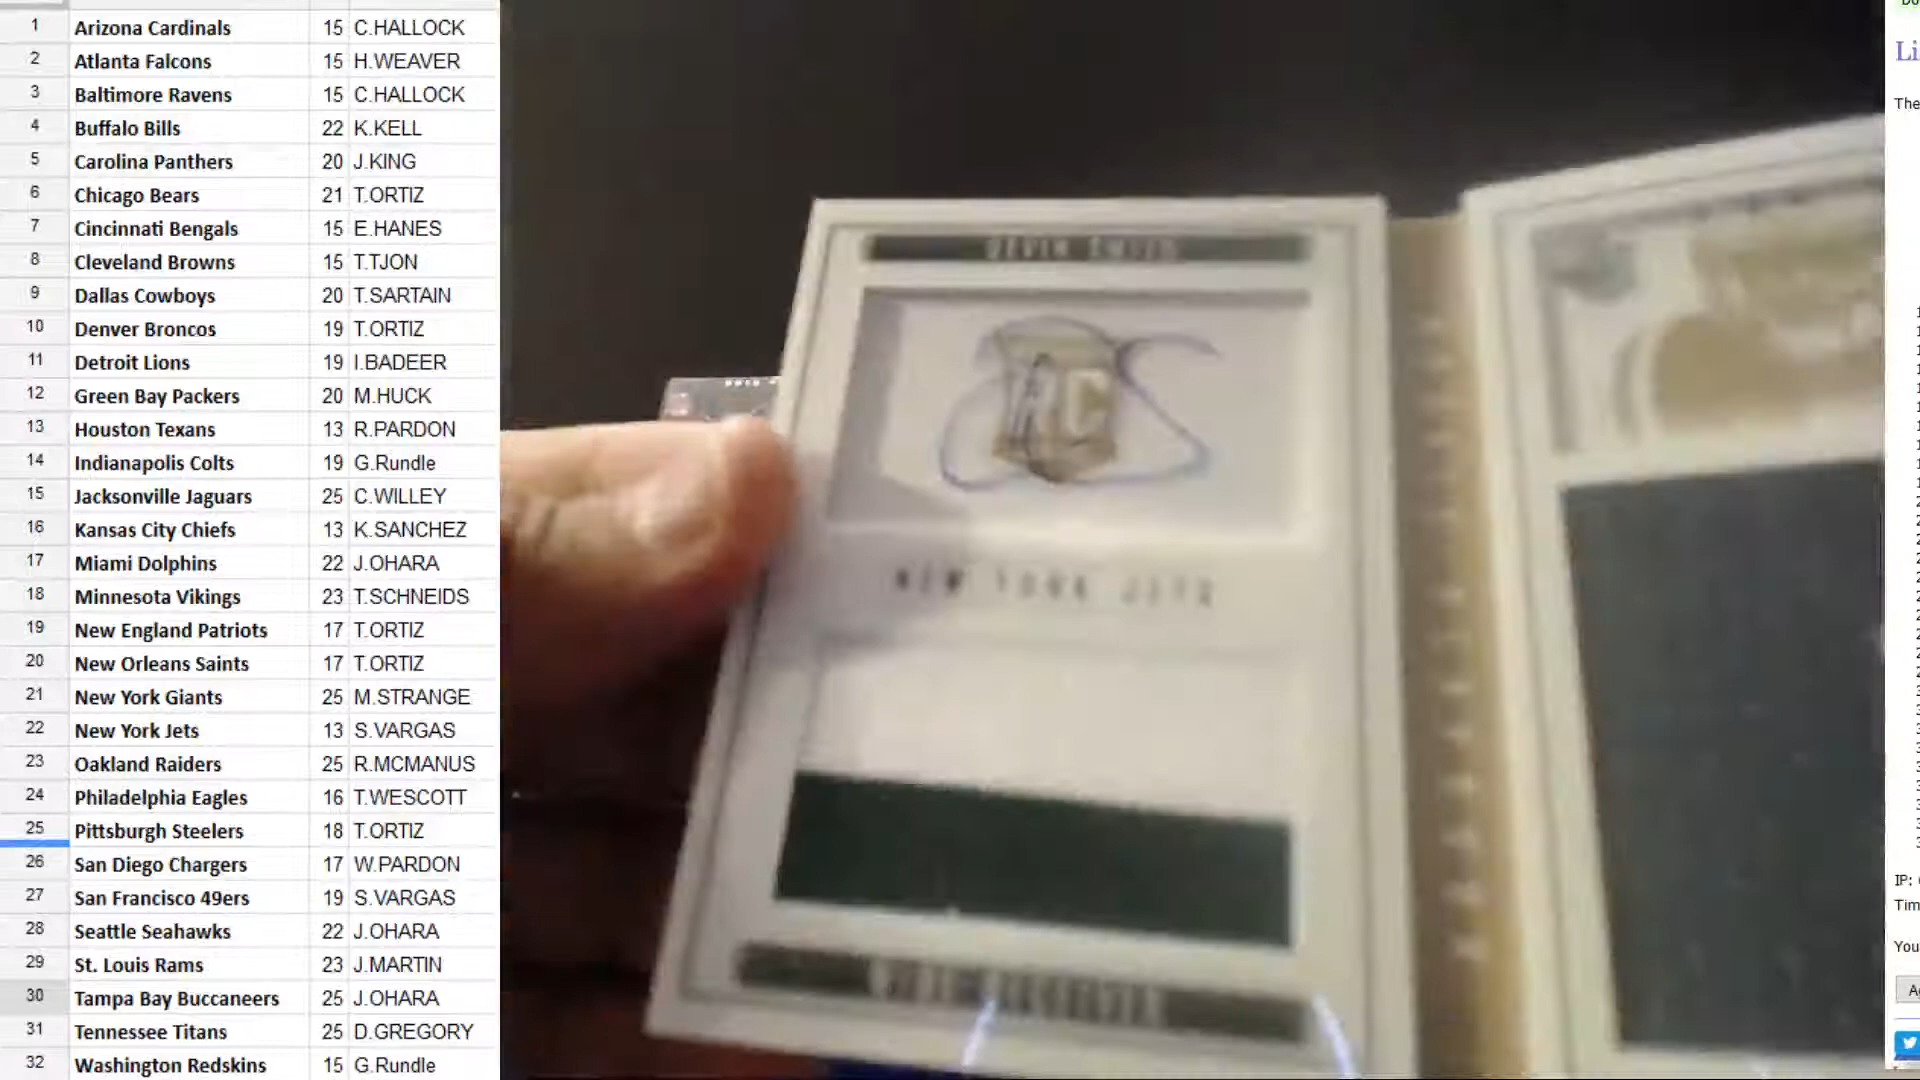 1 Arizona Cardinals 15 C.HALLOCK
2 Atlanta Falcons 15 H.WEAVER
3 Baltimore Ravens 15 C.HALLOCK
4 Buffalo Bills 22 K.KELL
5 Carolina Panthers 20 J.KING
6 Chicago Bears 21 T.ORTIZ
7 Cincinnati Bengals 15 E.HANES
8 Cleveland Browns 15 T.TJON
9 Dallas Cowboys 20 T.SARTAIN
10 Denver Broncos 19 T.ORTIZ
11 Detroit Lions 19 I.BADEER
12 Green Bay Packers 20 M.HUCK
13 Houston Texans 13 R.PARDON
14 Indianapolis Colts 19 G.Rundle
15 Jacksonville Jaguars 25 C.WILLEY
16 Kansas City Chiefs 13 K.SANCHEZ
17 Miami Dolphins 22 J.OHARA
18 Minnesota Vikings 23 T.SCHNEIDS
19 New England Patriots 17 T.ORTIZ
20 New Orleans Saints 17 T.ORTIZ
21 New York Giants 25 M.STRANGE
22 New York Jets 13 S.VARGAS
23 Oakland Raiders 25 R.MCMANUS
24 Philadelphia Eagles 16 T.WESCOTT
25 Pittsburgh Steelers 18 T.ORTIZ
26 San Diego Chargers 17 W.PARDON
27 San Francisco 49ers 19 S.VARGAS
28 Seattle Seahawks 22 J.OHARA
29 St. Louis Rams 23 J.MARTIN
30 Tampa Bay Buccaneers 25 J.OHARA
31 Tennessee Titans 25 D.GREGORY
32 Washington Redskins 15 G.Rundle
DEVIN SMITH
RC
NEW YORK JETS
WIDE RECEIVER
The
IP: